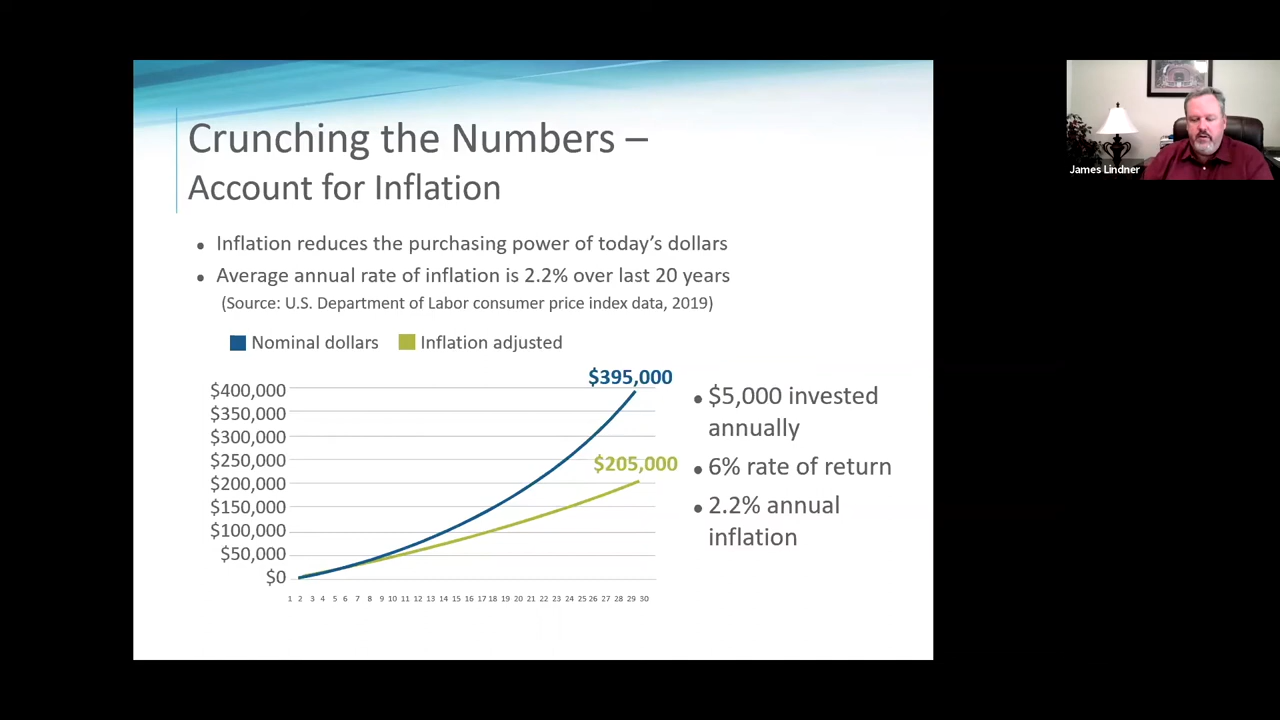 Crunching the Numbers –
Account for Inflation
• Inflation reduces the purchasing power of today's dollars
• Average annual rate of inflation is 2.2% over last 20 years
(Source: U.S. Department of Labor consumer price index data, 2019)
Nominal dollars Inflation adjusted
$395,000
$205,000
$400,000
$350,000
$300,000
$250,000
$200,000
$150,000
$100,000
$50,000
$0
1 2 3 4 5 6 7 8 9 10 11 12 13 14 15 16 17 18 19 20 21 22 23 24 25 26 27 28 29 30
• $5,000 invested
annually
• 6% rate of return
• 2.2% annual
inflation
James Lindner